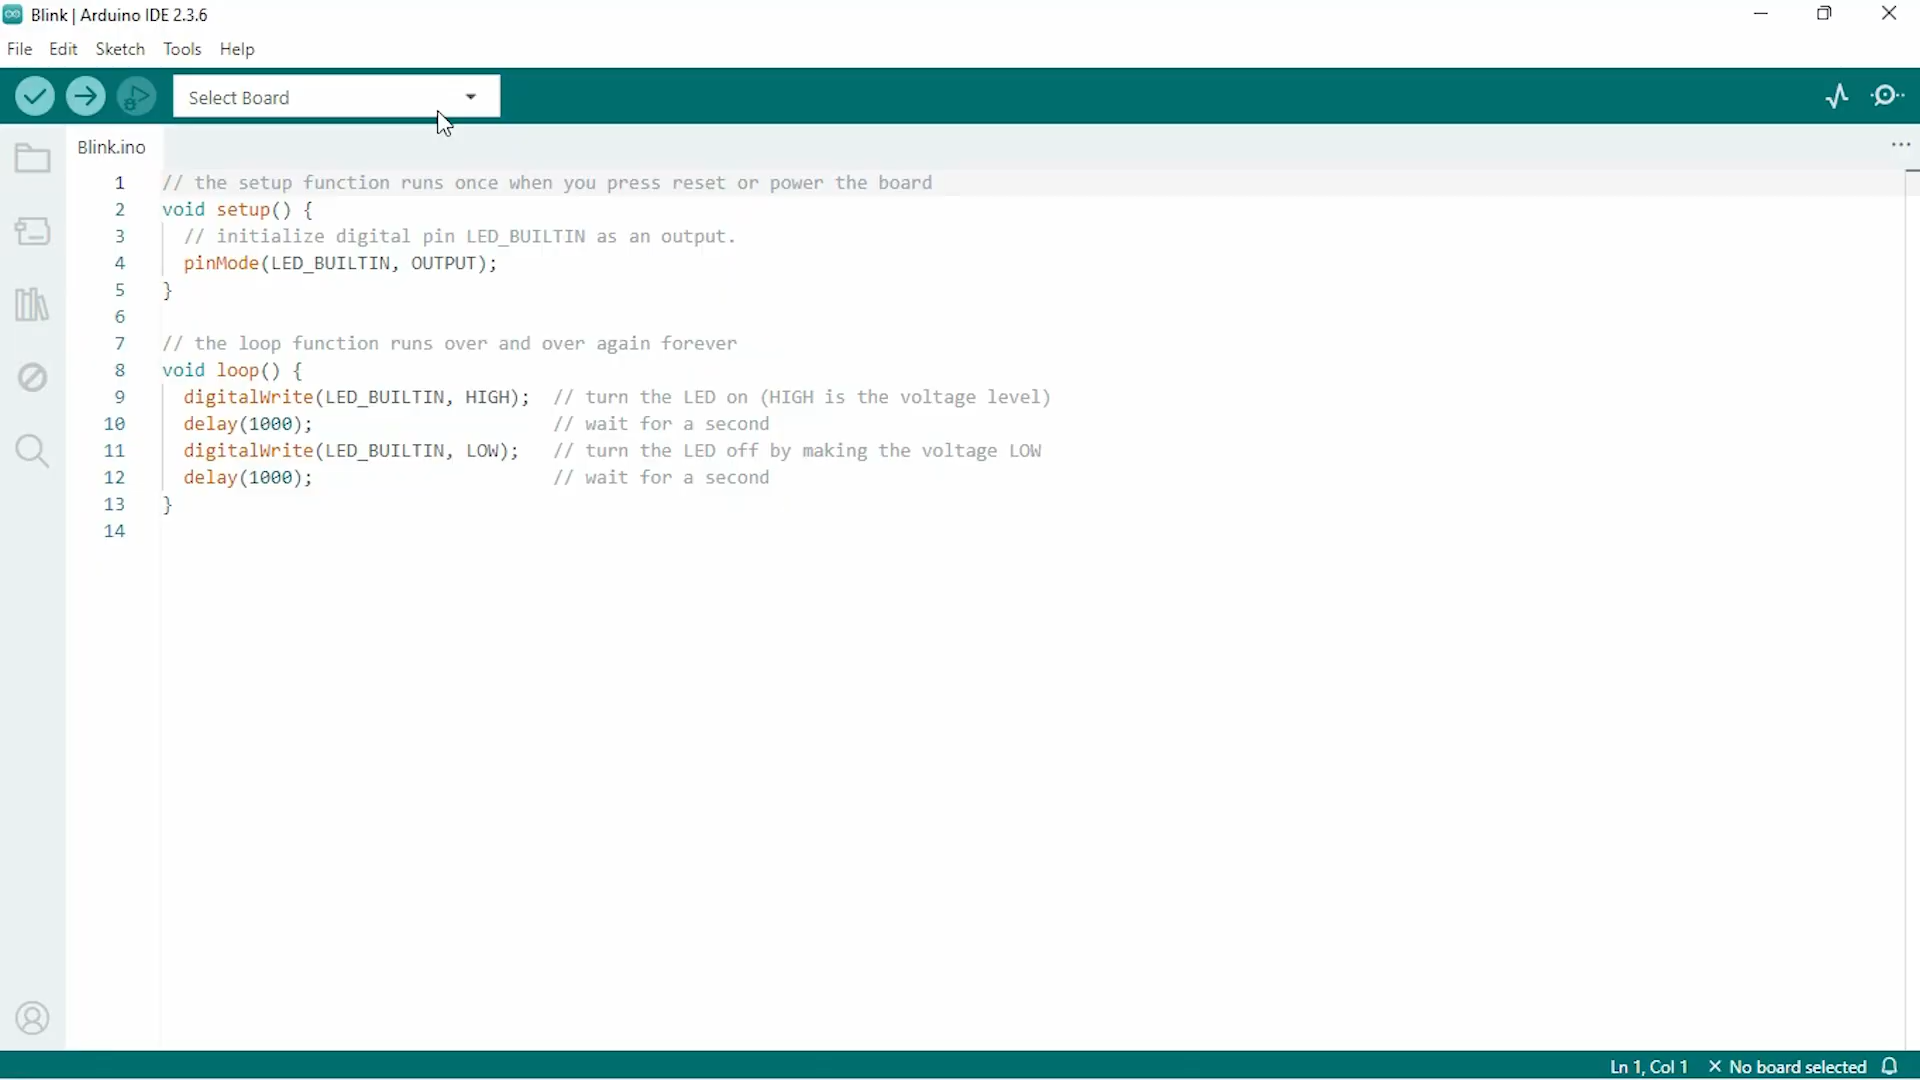 Blink | Arduino IDE 2.3.6
File Edit Sketch Tools Help
Select Board
Blink.ino
1 // the setup function runs once when you press reset or power the board
2 void setup() {
3   // initialize digital pin LED_BUILTIN as an output.
4   pinMode(LED_BUILTIN, OUTPUT);
5 }
6
7 // the loop function runs over and over again forever
8 void loop() {
9   digitalWrite(LED_BUILTIN, HIGH);  // turn the LED on (HIGH is the voltage level)
10   delay(1000);                      // wait for a second
11   digitalWrite(LED_BUILTIN, LOW);   // turn the LED off by making the voltage LOW
12   delay(1000);                      // wait for a second
13 }
14
Ln 1, Col 1 × No board selected